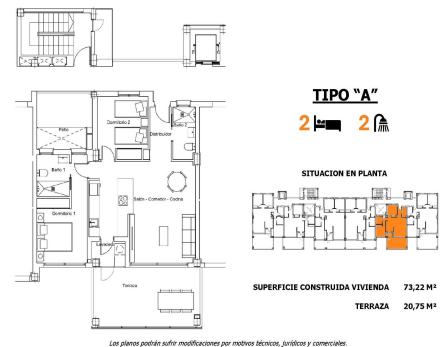 TIPO “A”
2 2
Dormitorio 2
Baño 2
Distribuidor
Patio
Baño 1
Salón - Comedor - Cocina
Dormitorio 1
Lavadero
Terraza
SITUACION EN PLANTA
SUPERFICIE CONSTRUIDA VIVIENDA 73,22 M²
TERRAZA 20,75 M²
Los planos podrán sufrir modificaciones por motivos técnicos, jurídicos y comerciales.